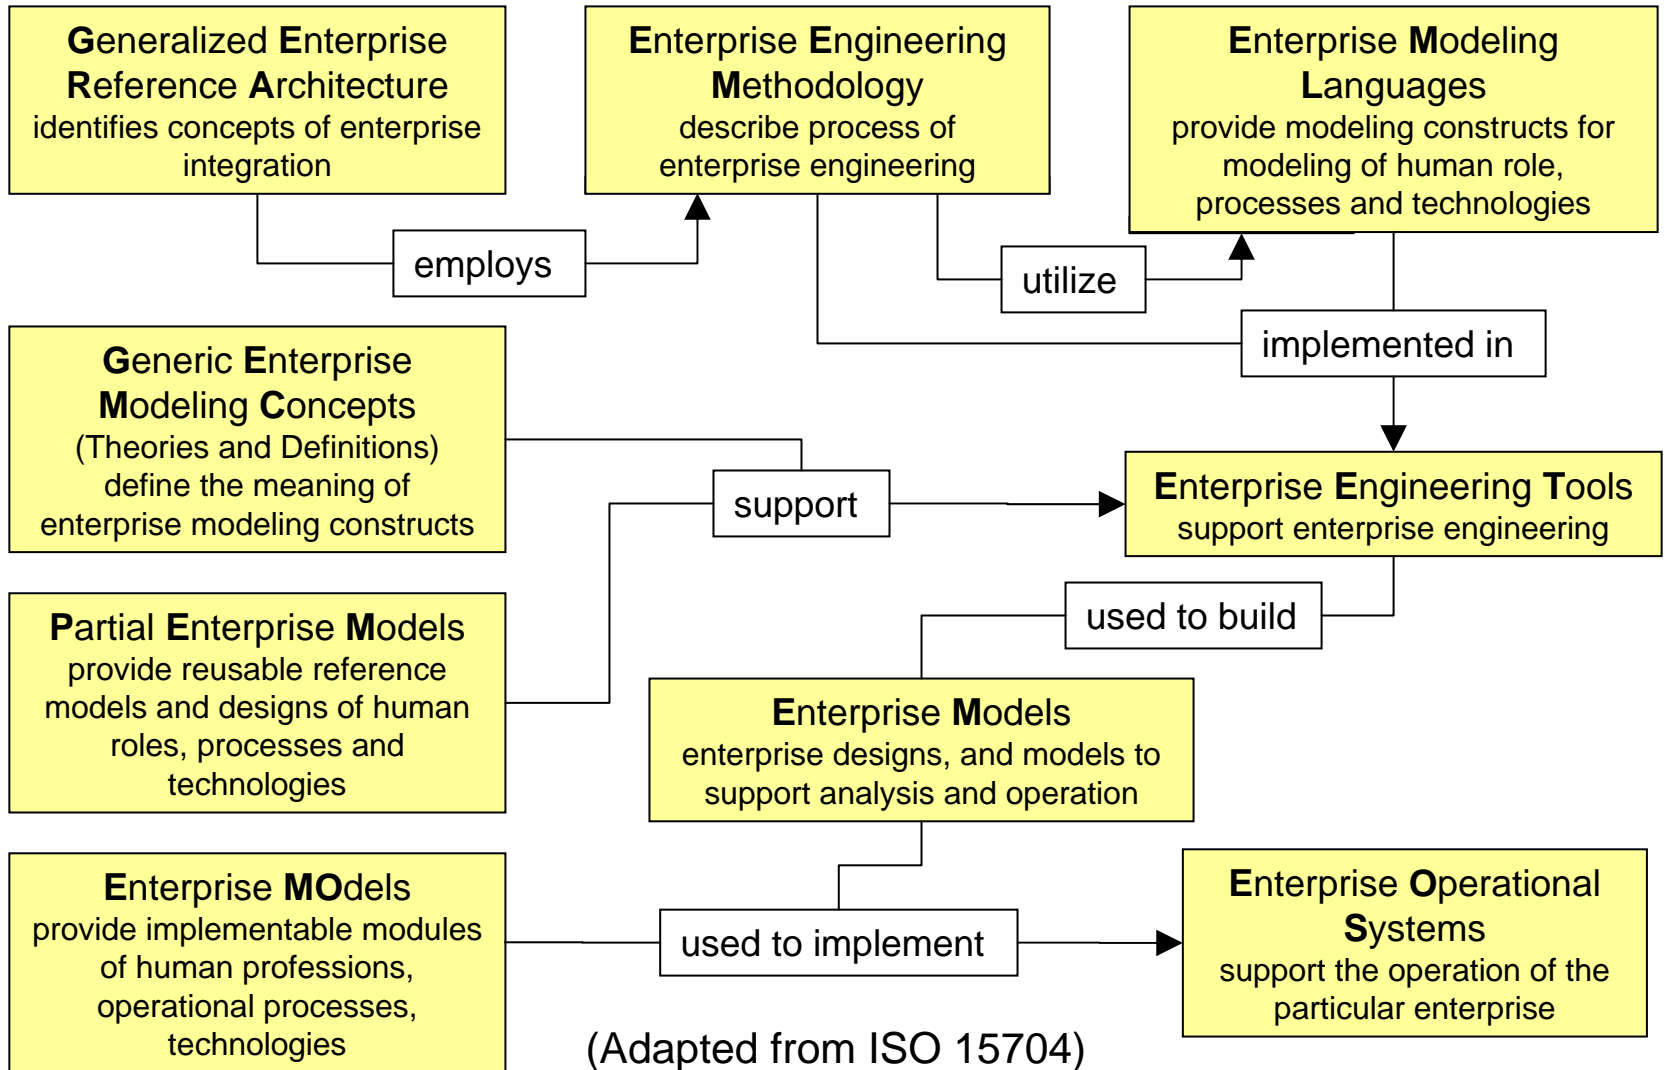 Generalized Enterprise
Reference Architecture
identifies concepts of enterprise
integration
Enterprise Engineering
Methodology
describe process of
enterprise engineering
Enterprise Modeling
Languages
provide modeling constructs for
modeling of human role,
processes and technologies
employs
utilize
implemented in
Generic Enterprise
Modeling Concepts
(Theories and Definitions)
define the meaning of
enterprise modeling constructs
support
Enterprise Engineering Tools
support enterprise engineering
used to build
Partial Enterprise Models
provide reusable reference
models and designs of human
roles, processes and
technologies
Enterprise Models
enterprise designs, and models to
support analysis and operation
Enterprise MOdels
provide implementable modules
of human professions,
operational processes,
technologies
used to implement
Enterprise Operational
Systems
support the operation of the
particular enterprise
(Adapted from ISO 15704)